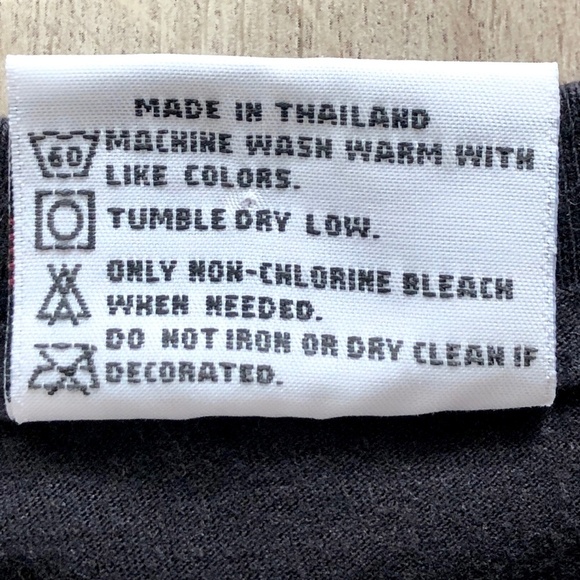 MADE IN THAILAND
60 MACHINE WASH WARM WITH
LIKE COLORS.
TUMBLE DRY LOW.
ONLY NON-CHLORINE BLEACH
WHEN NEEDED.
DO NOT IRON OR DRY CLEAN IF
DECORATED.